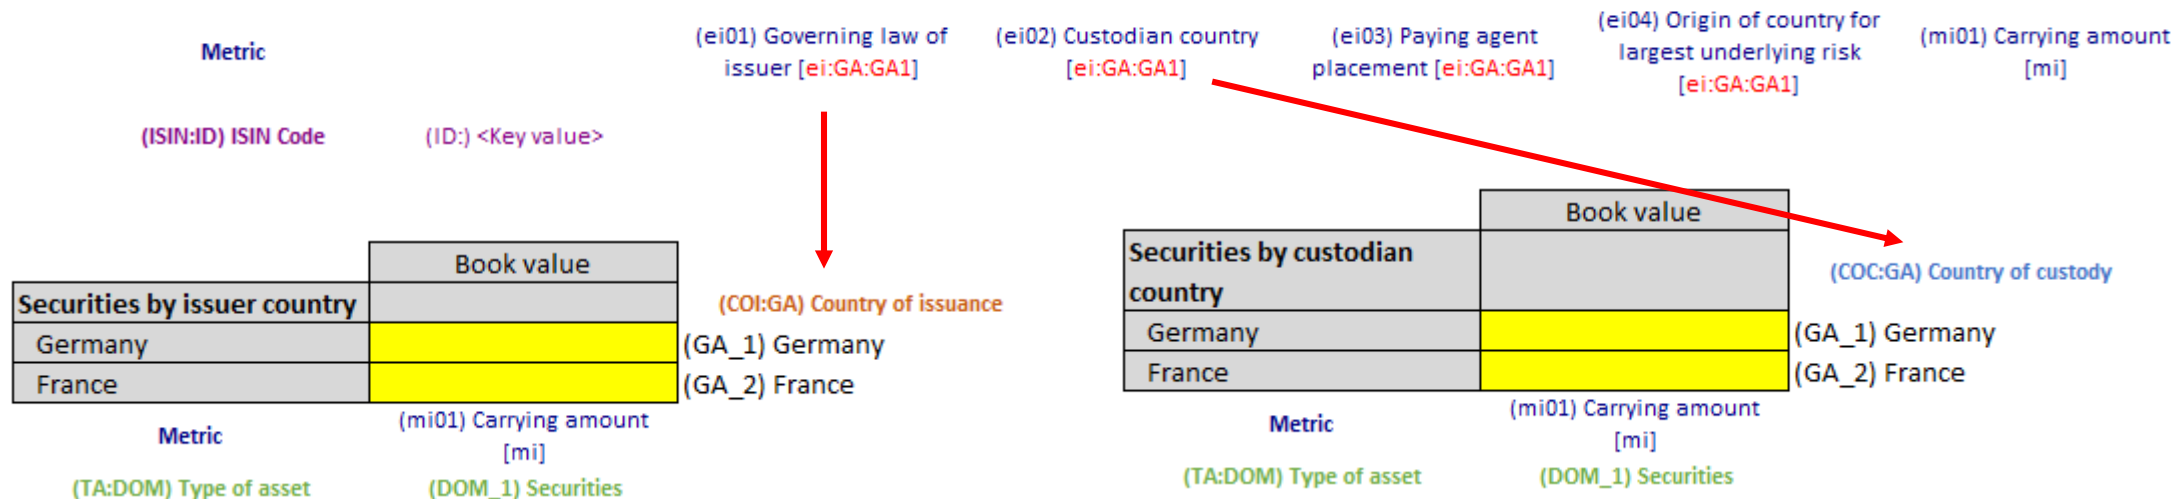 Metric
(ei01) Governing law of
issuer [ei:GA:GA1]
(ei02) Custodian country
[ei:GA:GA1]
(ei03) Paying agent
placement [ei:GA:GA1]
(ei04) Origin of country for
largest underlying risk
[ei:GA:GA1]
(mi01) Carrying amount
[mi]
(ISIN:ID) ISIN Code
(ID:) <Key value>
Book value
Securities by issuer country
(COI:GA) Country of issuance
Germany
(GA_1) Germany
France
(GA_2) France
Metric
(mi01) Carrying amount
[mi]
(TA:DOM) Type of asset
(DOM_1) Securities
Book value
Securities by custodian
country
(COC:GA) Country of custody
Germany
(GA_1) Germany
France
(GA_2) France
Metric
(mi01) Carrying amount
[mi]
(TA:DOM) Type of asset
(DOM_1) Securities